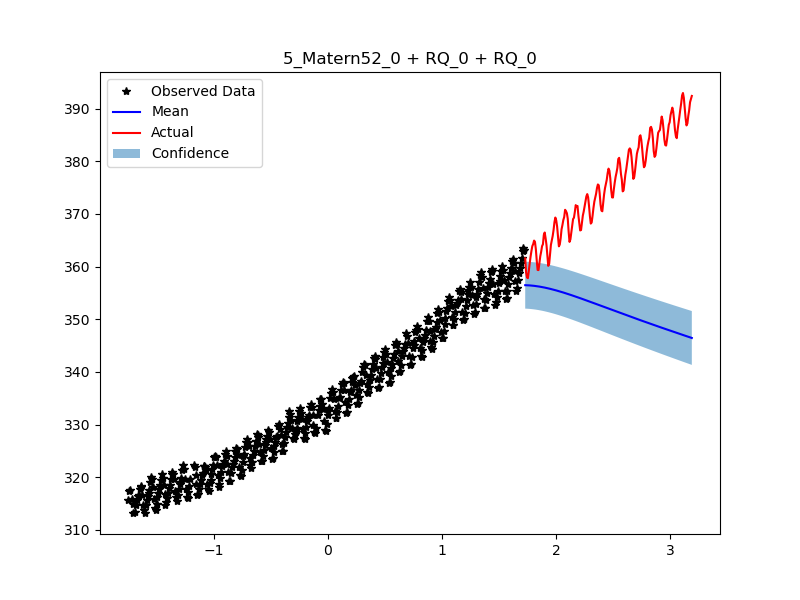 5_Matern52_0 + RQ_0 + RQ_0
Observed Data
Mean
Actual
Confidence
390
380
370
360
350
340
330
320
310
−1
0
1
2
3